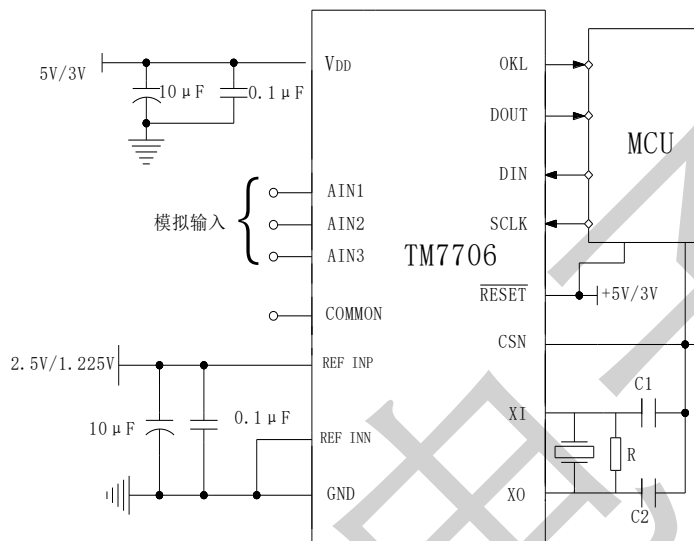 5V/3V
10μF
0.1μF
VDD
OKL
DOUT
DIN
SCLK
MCU
模拟输入
AIN1
AIN2
AIN3
TM7706
RESET
+5V/3V
COMMON
CSN
2.5V/1.225V
REF INP
10μF
0.1μF
REF INN
GND
XI
XO
C1
R
C2